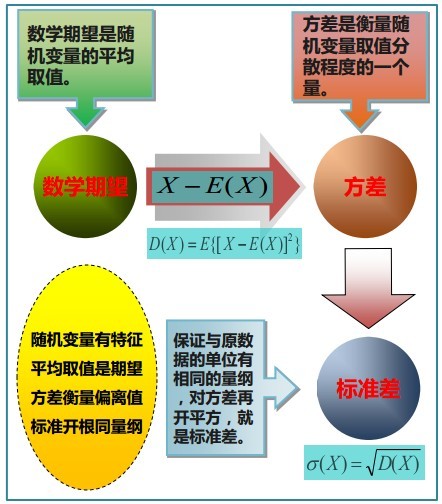 数学期望是随
机变量的平均
取值。
方差是衡量随
机变量取值分
散程度的一个
量。
数学期望
X − E(X)
方差
D(X) = E{[X − E(X)]²}
随机变量有特征
平均取值是期望
方差衡量偏离值
标准开根同量纲
保证与原数
据的单位有
相同的量纲
,对方差再
开平方,就
是标准差。
标准差
σ(X) = √D(X)